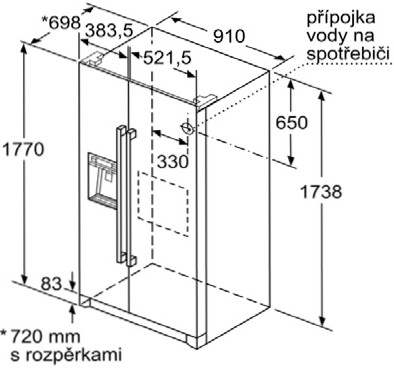 *698
383,5
910
521,5
přípojka
vody na
spotřebiči
1770
650
330
1738
83
* 720 mm
s rozpěrkami